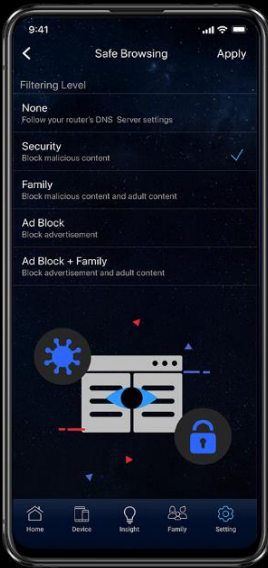 9:41
Safe Browsing
Apply
Filtering Level
None
Follow your router's DNS Server settings
Security
Block malicious content
Family
Block malicious content and adult content
Ad Block
Block advertisement
Ad Block + Family
Block advertisement and adult content
Home
Device
Insight
Family
Setting